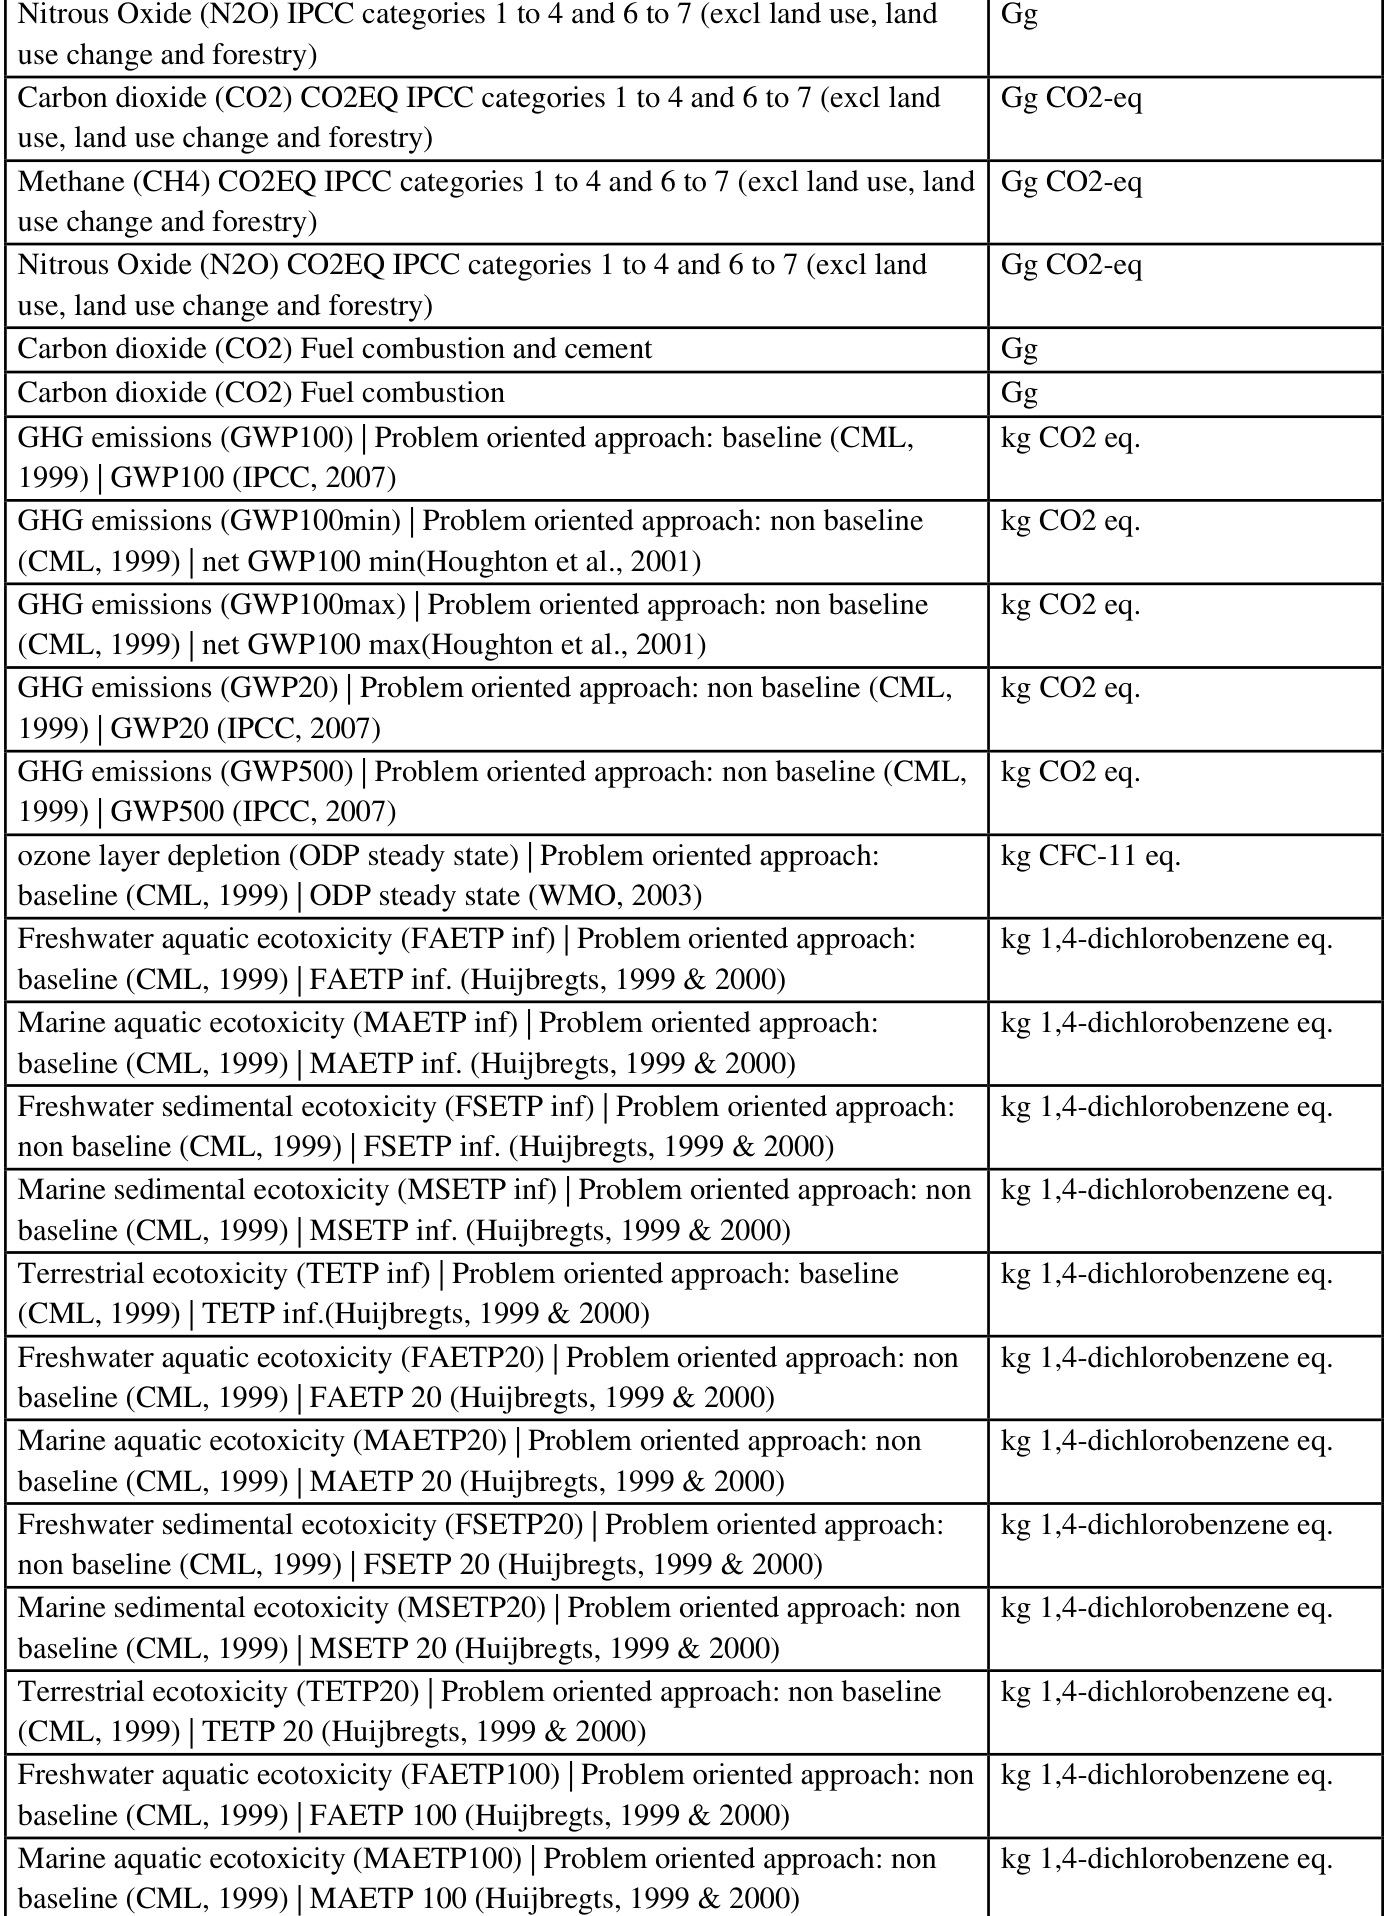 Nitrous Oxide (N2O) IPCC categories 1 to 4 and 6 to 7 (excl land use, land
use change and forestry)
Gg
Carbon dioxide (CO2) CO2EQ IPCC categories 1 to 4 and 6 to 7 (excl land
use, land use change and forestry)
Gg CO2-eq
Methane (CH4) CO2EQ IPCC categories 1 to 4 and 6 to 7 (excl land use, land
use change and forestry)
Gg CO2-eq
Nitrous Oxide (N2O) CO2EQ IPCC categories 1 to 4 and 6 to 7 (excl land
use, land use change and forestry)
Gg CO2-eq
Carbon dioxide (CO2) Fuel combustion and cement
Gg
Carbon dioxide (CO2) Fuel combustion
Gg
GHG emissions (GWP100) | Problem oriented approach: baseline (CML,
1999) | GWP100 (IPCC, 2007)
kg CO2 eq.
GHG emissions (GWP100min) | Problem oriented approach: non baseline
(CML, 1999) | net GWP100 min(Houghton et al., 2001)
kg CO2 eq.
GHG emissions (GWP100max) | Problem oriented approach: non baseline
(CML, 1999) | net GWP100 max(Houghton et al., 2001)
kg CO2 eq.
GHG emissions (GWP20) | Problem oriented approach: non baseline (CML,
1999) | GWP20 (IPCC, 2007)
kg CO2 eq.
GHG emissions (GWP500) | Problem oriented approach: non baseline (CML,
1999) | GWP500 (IPCC, 2007)
kg CO2 eq.
ozone layer depletion (ODP steady state) | Problem oriented approach:
baseline (CML, 1999) | ODP steady state (WMO, 2003)
kg CFC-11 eq.
Freshwater aquatic ecotoxicity (FAETP inf) | Problem oriented approach:
baseline (CML, 1999) | FAETP inf. (Huijbregts, 1999 & 2000)
kg 1,4-dichlorobenzene eq.
Marine aquatic ecotoxicity (MAETP inf) | Problem oriented approach:
baseline (CML, 1999) | MAETP inf. (Huijbregts, 1999 & 2000)
kg 1,4-dichlorobenzene eq.
Freshwater sedimental ecotoxicity (FSETP inf) | Problem oriented approach:
non baseline (CML, 1999) | FSETP inf. (Huijbregts, 1999 & 2000)
kg 1,4-dichlorobenzene eq.
Marine sedimental ecotoxicity (MSETP inf) | Problem oriented approach: non
baseline (CML, 1999) | MSETP inf. (Huijbregts, 1999 & 2000)
kg 1,4-dichlorobenzene eq.
Terrestrial ecotoxicity (TETP inf) | Problem oriented approach: baseline
(CML, 1999) | TETP inf.(Huijbregts, 1999 & 2000)
kg 1,4-dichlorobenzene eq.
Freshwater aquatic ecotoxicity (FAETP20) | Problem oriented approach: non
baseline (CML, 1999) | FAETP 20 (Huijbregts, 1999 & 2000)
kg 1,4-dichlorobenzene eq.
Marine aquatic ecotoxicity (MAETP20) | Problem oriented approach: non
baseline (CML, 1999) | MAETP 20 (Huijbregts, 1999 & 2000)
kg 1,4-dichlorobenzene eq.
Freshwater sedimental ecotoxicity (FSETP20) | Problem oriented approach:
non baseline (CML, 1999) | FSETP 20 (Huijbregts, 1999 & 2000)
kg 1,4-dichlorobenzene eq.
Marine sedimental ecotoxicity (MSETP20) | Problem oriented approach: non
baseline (CML, 1999) | MSETP 20 (Huijbregts, 1999 & 2000)
kg 1,4-dichlorobenzene eq.
Terrestrial ecotoxicity (TETP20) | Problem oriented approach: non baseline
(CML, 1999) | TETP 20 (Huijbregts, 1999 & 2000)
kg 1,4-dichlorobenzene eq.
Freshwater aquatic ecotoxicity (FAETP100) | Problem oriented approach: non
baseline (CML, 1999) | FAETP 100 (Huijbregts, 1999 & 2000)
kg 1,4-dichlorobenzene eq.
Marine aquatic ecotoxicity (MAETP100) | Problem oriented approach: non
baseline (CML, 1999) | MAETP 100 (Huijbregts, 1999 & 2000)
kg 1,4-dichlorobenzene eq.